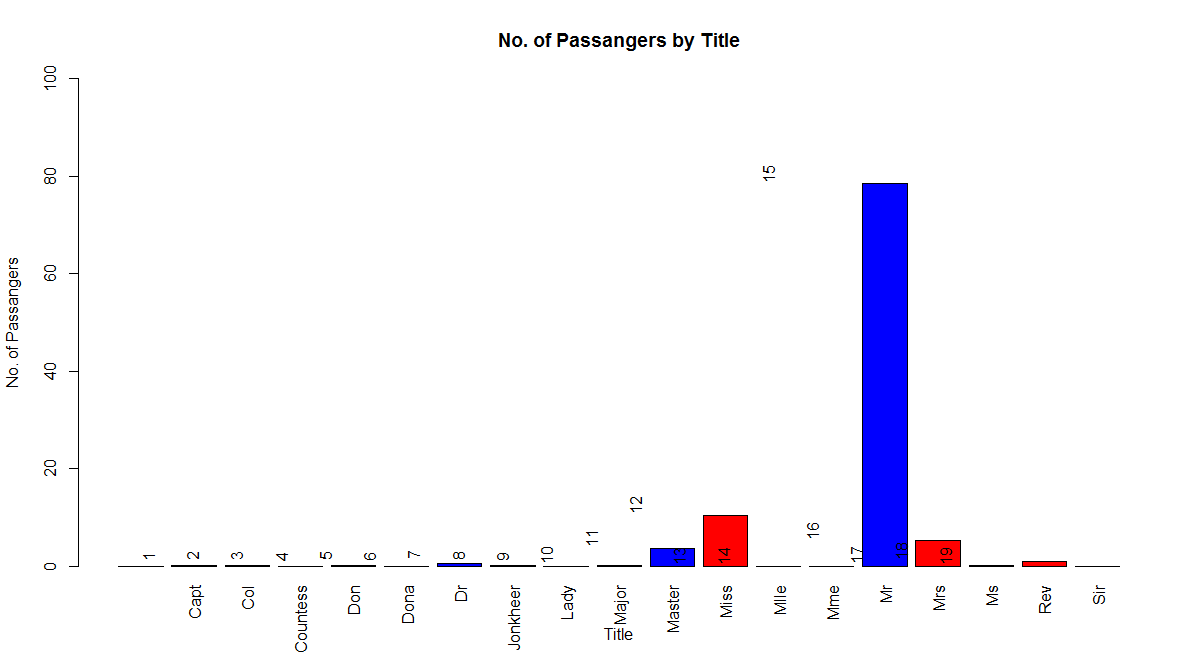 No. of Passangers by Title
No. of Passangers
100
80
60
40
20
0
1
2
3
4
5
6
7
8
9
10
11
12
13
14
15
16
17
18
19
Capt
Col
Countess
Don
Dona
Dr
Jonkheer
Lady
Major
Master
Miss
Mlle
Mme
Mr
Mrs
Ms
Rev
Sir
Title